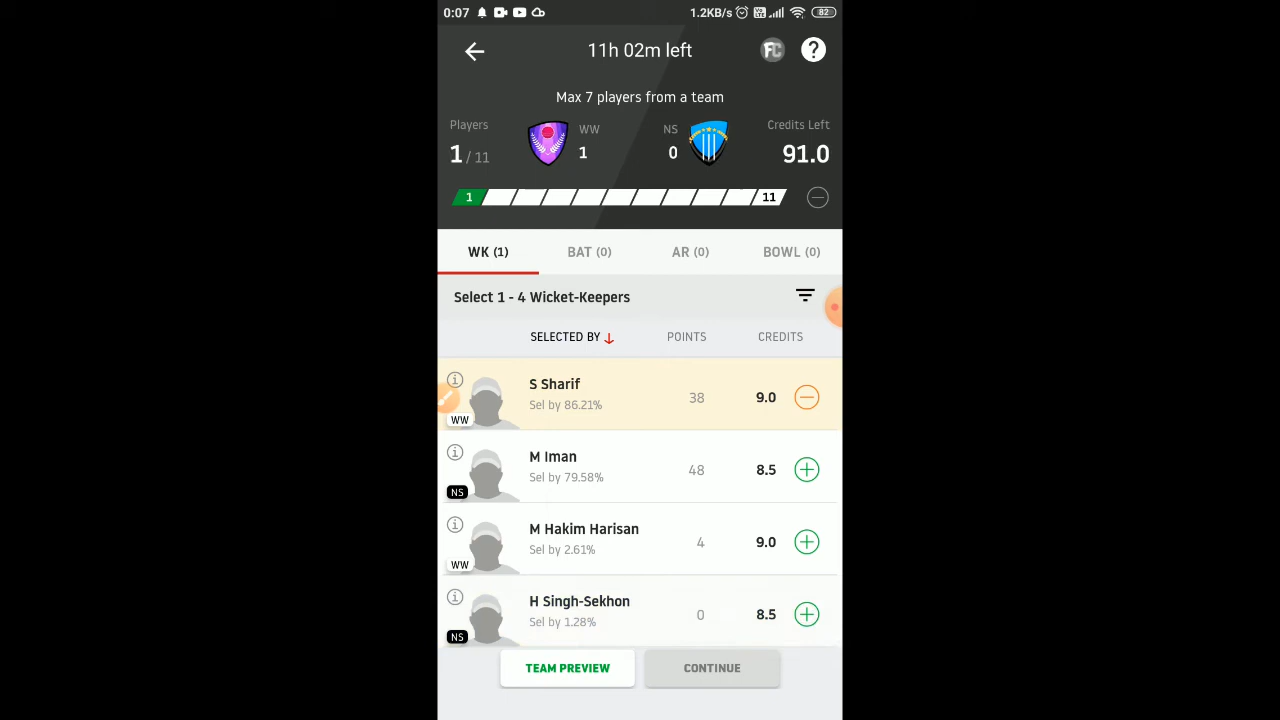 0:07 1.2KB/s 82
11h 02m left FC ?
Max 7 players from a team
Players WW NS Credits Left
1 / 11 1 0 91.0
1 11
WK (1) BAT (0) AR (0) BOWL (0)
Select 1 - 4 Wicket-Keepers
SELECTED BY ↓ POINTS CREDITS
S Sharif
Sel by 86.21% 38 9.0
WW
M Iman
Sel by 79.58% 48 8.5
NS
M Hakim Harisan
Sel by 2.61% 4 9.0
WW
H Singh-Sekhon
Sel by 1.28% 0 8.5
NS
TEAM PREVIEW CONTINUE